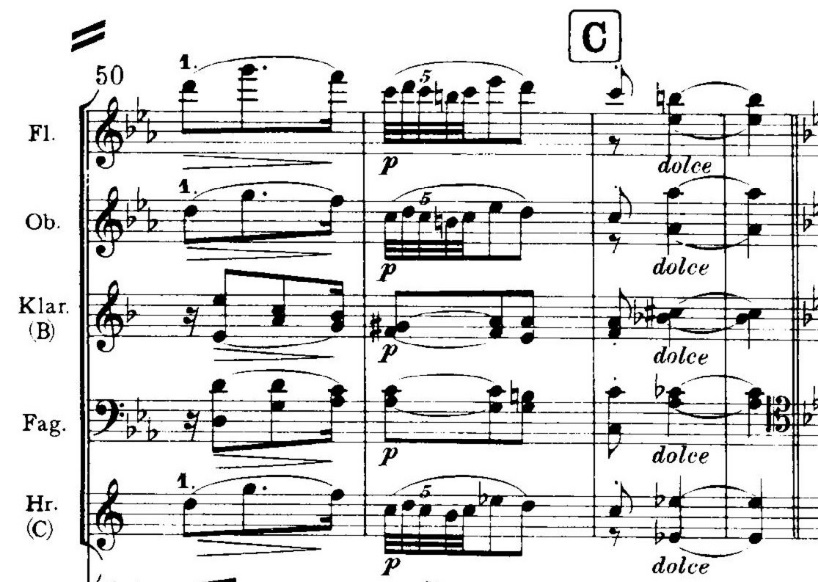 C
50
1.
5
Fl.
p
dolce
1.
5
Ob.
p
dolce
Klar.
(B)
p
dolce
Fag.
p
dolce
1.
5
Hr.
(C)
p
dolce